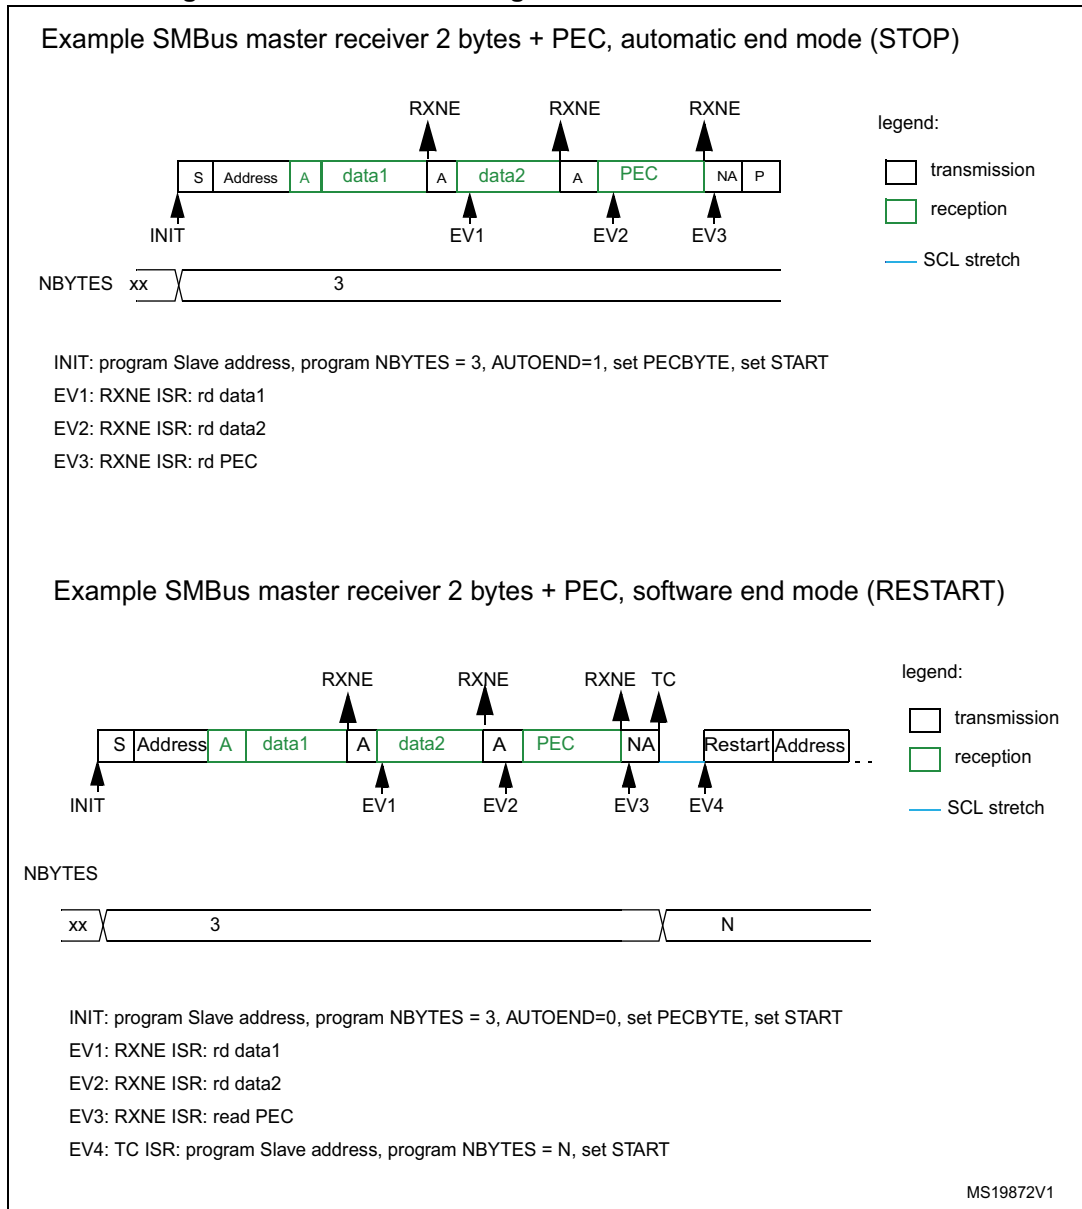 Example SMBus master receiver 2 bytes + PEC, automatic end mode (STOP)
RXNE RXNE RXNE
legend:
S Address A data1 A data2 A PEC NA P
transmission
reception
INIT EV1 EV2 EV3
SCL stretch
NBYTES xx 3
INIT: program Slave address, program NBYTES = 3, AUTOEND=1, set PECBYTE, set START
EV1: RXNE ISR: rd data1
EV2: RXNE ISR: rd data2
EV3: RXNE ISR: rd PEC
Example SMBus master receiver 2 bytes + PEC, software end mode (RESTART)
RXNE RXNE RXNE TC
legend:
S Address A data1 A data2 A PEC NA Restart Address
transmission
reception
INIT EV1 EV2 EV3 EV4
SCL stretch
NBYTES
xx 3 N
INIT: program Slave address, program NBYTES = 3, AUTOEND=0, set PECBYTE, set START
EV1: RXNE ISR: rd data1
EV2: RXNE ISR: rd data2
EV3: RXNE ISR: read PEC
EV4: TC ISR: program Slave address, program NBYTES = N, set START
MS19872V1